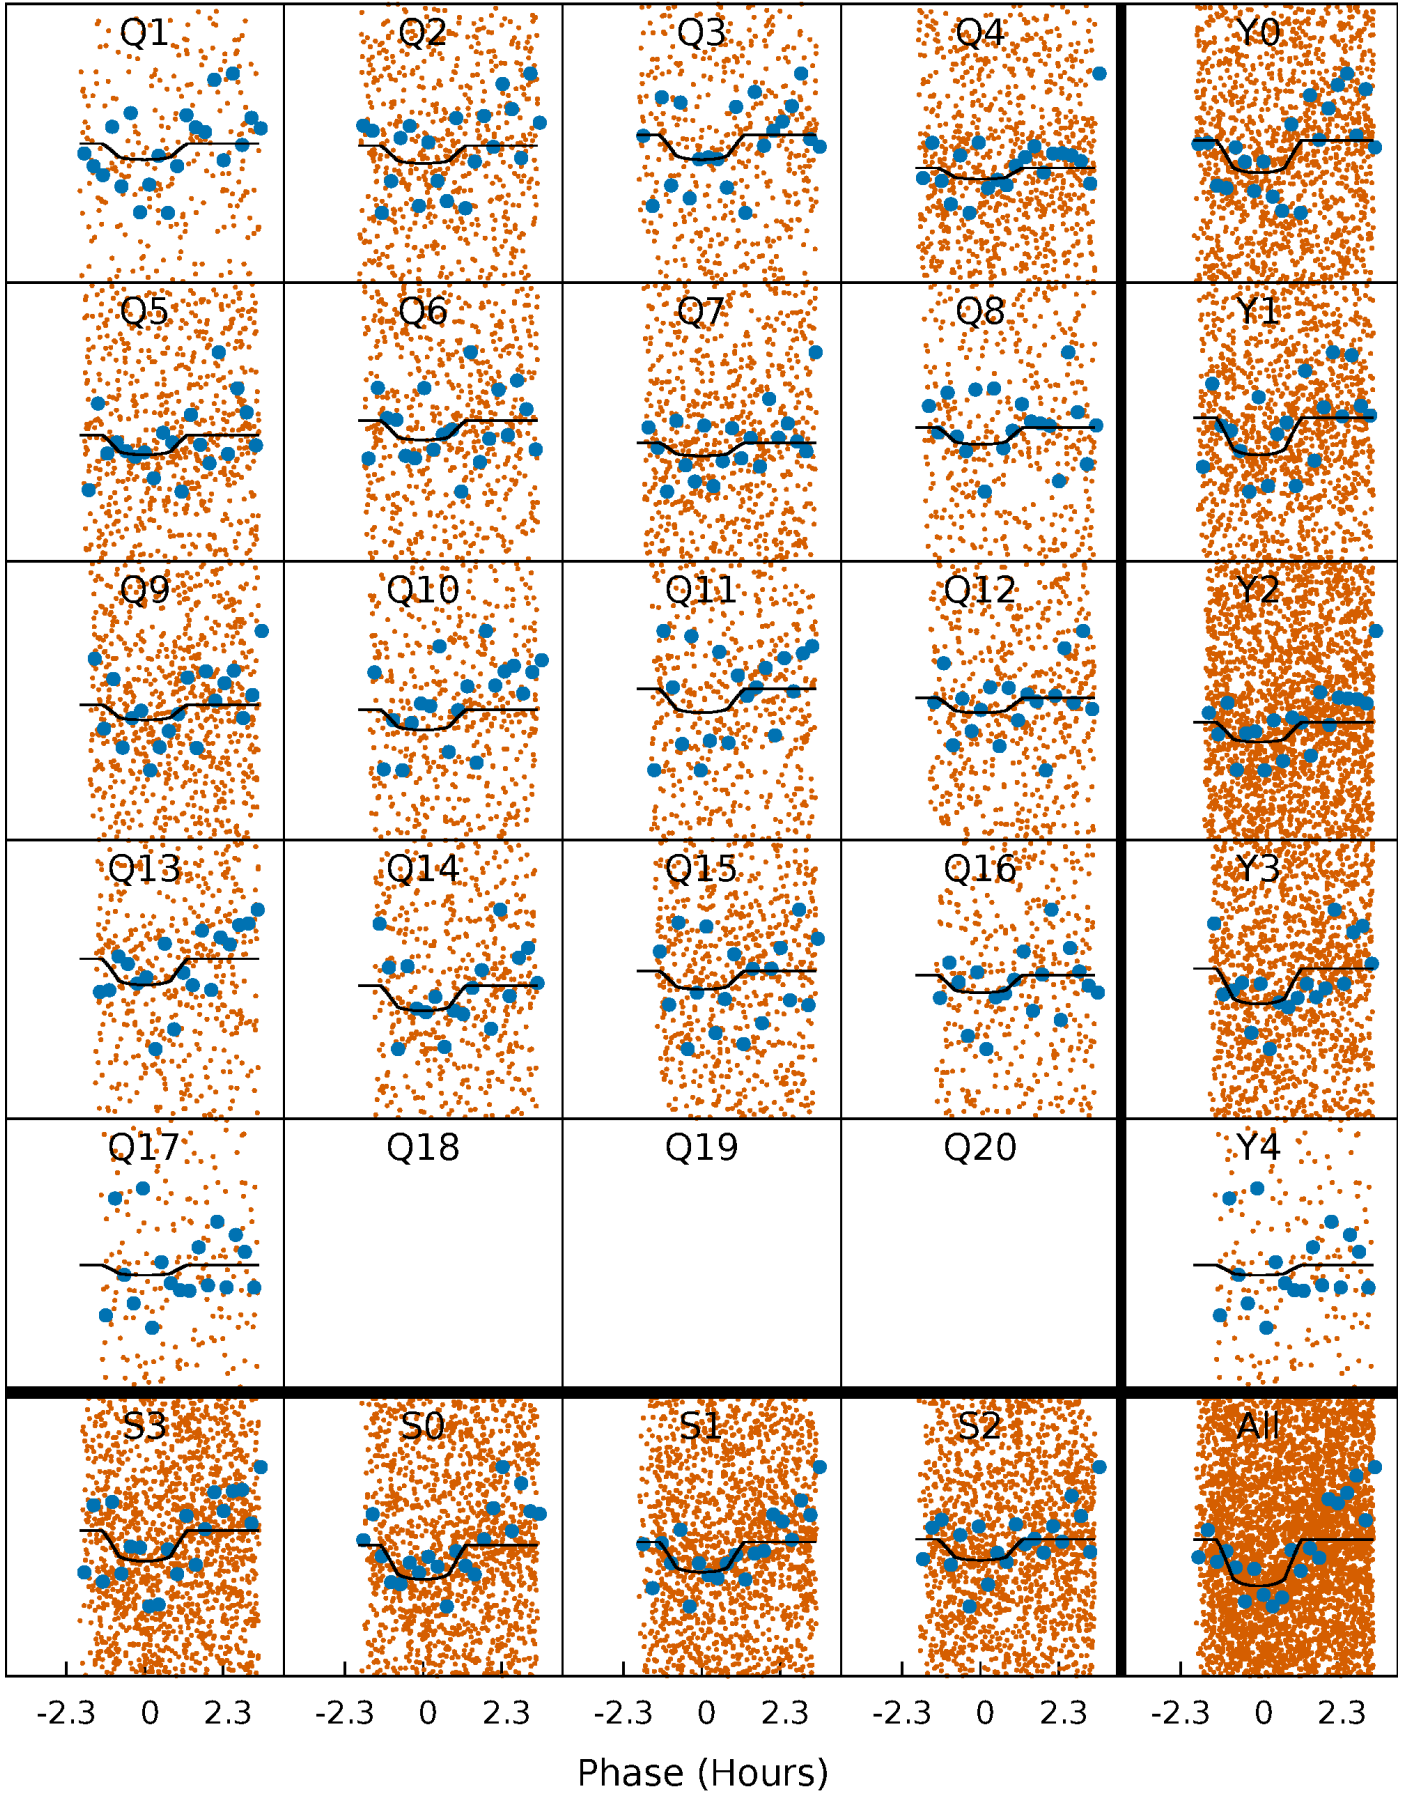 Q1 Q2 Q3 Q4 Y0
Q5 Q6 Q7 Q8 Y1
Q9 Q10 Q11 Q12 Y2
Q13 Q14 Q15 Q16 Y3
Q17 Q18 Q19 Q20 Y4
S3 S0 S1 S2 All
-2.3 0 2.3 -2.3 0 2.3 -2.3 0 2.3 -2.3 0 2.3 -2.3 0 2.3
Phase (Hours)